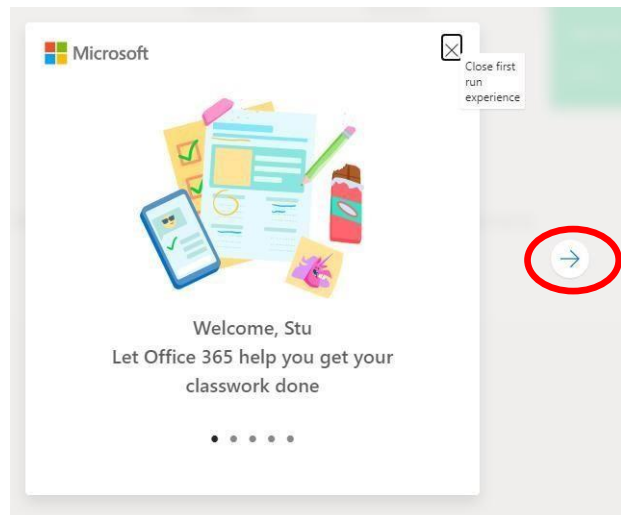 Microsoft
Close first
run
experience
Welcome, Stu
Let Office 365 help you get your
classwork done